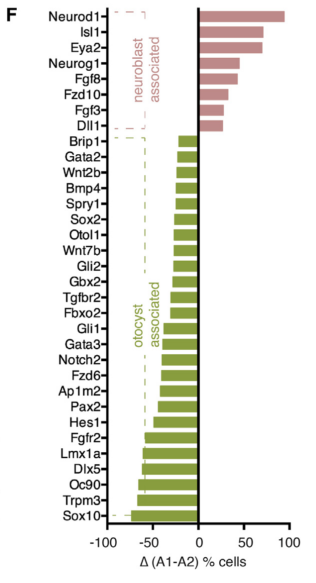 F
Neurod1
Isl1
Eya2
Neurog1
Fgf8
Fzd10
Fgf3
Dll1
neuroblast
associated
Brip1
Gata2
Wnt2b
Bmp4
Spry1
Sox2
Otol1
Wnt7b
Gli2
Gbx2
Tgfbr2
Fbxo2
Gli1
Gata3
Notch2
Fzd6
Ap1m2
Pax2
Hes1
Fgfr2
Lmx1a
Dlx5
Oc90
Trpm3
Sox10
otocyst
associated
-100 -50 0 50 100
Δ (A1-A2) % cells